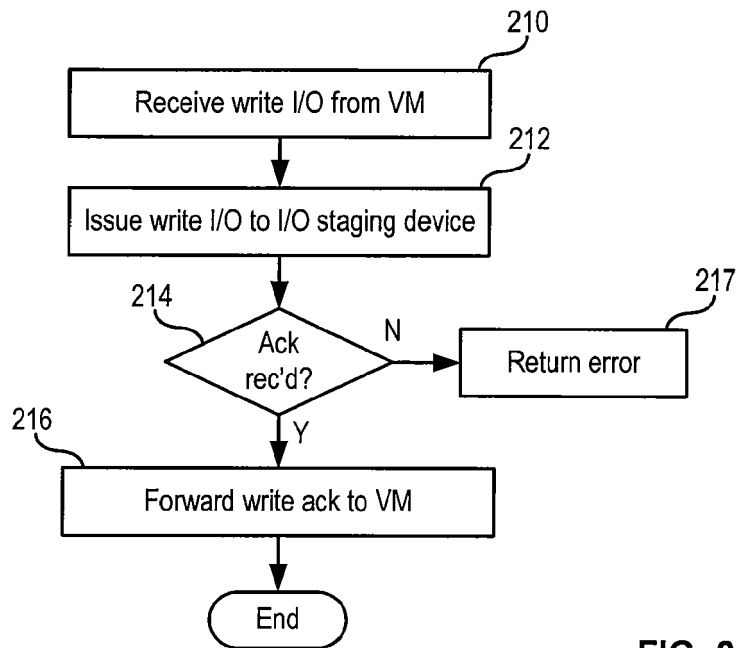 210
Receive write I/O from VM
212
Issue write I/O to I/O staging device
214
N
217
Ack
rec'd?
Return error
Y
216
Forward write ack to VM
End
FIG.